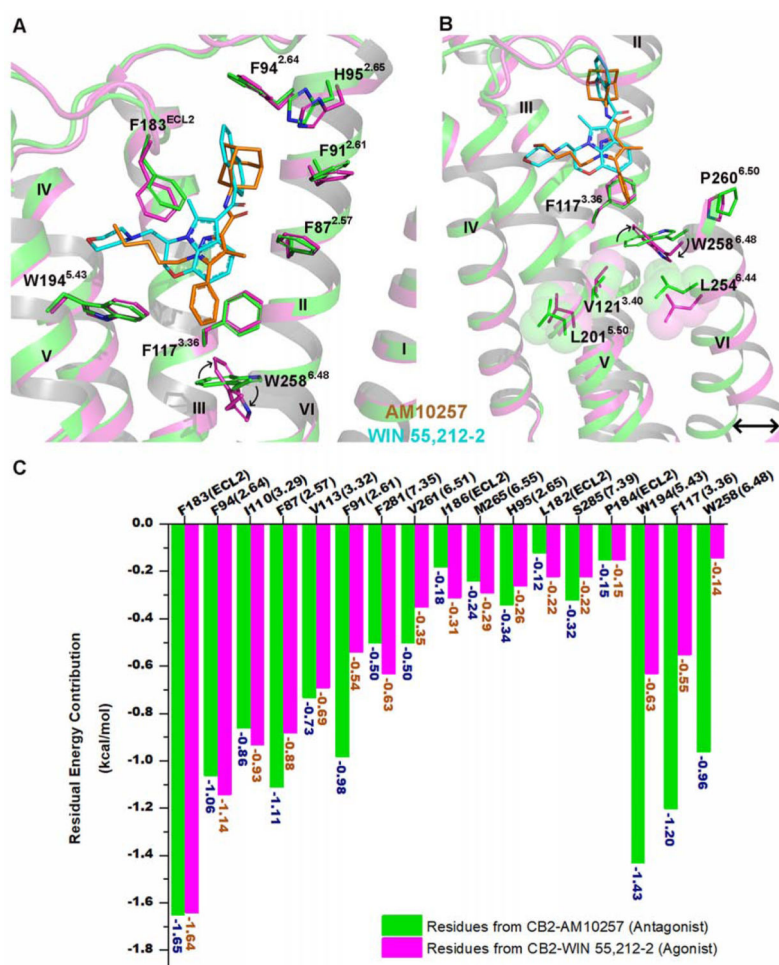 A
F94^2.64
H95^2.65
F183^ECL2
F91^2.61
IV
F87^2.57
W194^5.43
II
V
F117^3.36
I
W258^6.48
III
VI
AM10257
WIN 55,212-2
B
II
III
P260^6.50
F117^3.36
IV
W258^6.48
L254^6.44
V121^3.40
L201^5.50
VI
V
C
F183(ECL2)
F94(2.64)
I110(3.29)
F87(2.57)
V113(3.32)
F91(2.61)
F281(7.35)
V261(6.51)
I186(ECL2)
M265(6.55)
H95(2.65)
L182(ECL2)
S285(7.39)
P184(ECL2)
W194(5.43)
F117(3.36)
W258(6.48)
Residual Energy Contribution
(kcal/mol)
0.0
-0.2
-0.4
-0.6
-0.8
-1.0
-1.2
-1.4
-1.6
-1.8
-1.65
-1.64
-1.06
-1.14
-0.86
-0.93
-1.11
-0.88
-0.73
-0.69
-0.98
-0.54
-0.50
-0.63
-0.50
-0.35
-0.18
-0.31
-0.24
-0.29
-0.34
-0.26
-0.12
-0.22
-0.32
-0.22
-0.15
-0.15
-1.43
-0.63
-1.20
-0.55
-0.96
-0.14
Residues from CB2-AM10257 (Antagonist)
Residues from CB2-WIN 55,212-2 (Agonist)